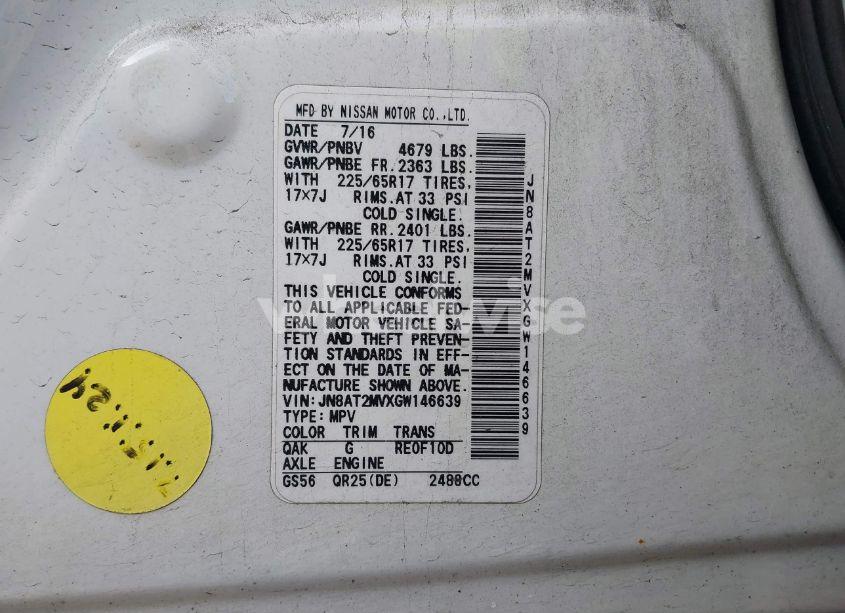 MFD BY NISSAN MOTOR CO.,LTD.
DATE 7/16
GVWR/PNBV 4679 LBS.
GAWR/PNBE FR. 2363 LBS.
WITH 225/65R17 TIRES,
17×7J RIMS.AT 33 PSI
COLD SINGLE.
GAWR/PNBE RR. 2401 LBS.
WITH 225/65R17 TIRES,
17×7J RIMS.AT 33 PSI
COLD SINGLE.
THIS VEHICLE CONFORMS
TO ALL APPLICABLE FED-
ERAL MOTOR VEHICLE SA-
FETY AND THEFT PREVEN-
TION STANDARDS IN EFF-
ECT ON THE DATE OF MA-
NUFACTURE SHOWN ABOVE.
VIN:JN8AT2MVXGW146639
TYPE:MPV
COLOR TRIM TRANS
QAK G RE0F10D
AXLE ENGINE
GS56 QR25(DE) 2488CC
JN8AT2MVXGW146639